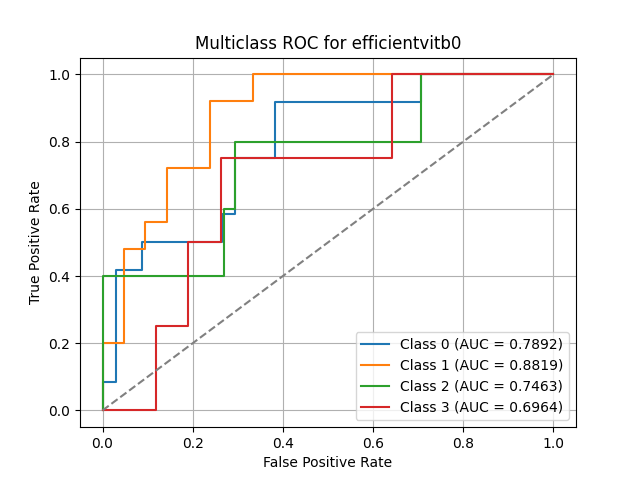 Multiclass ROC for efficientvitb0
True Positive Rate
1.0
0.8
0.6
0.4
0.2
0.0
Class 0 (AUC = 0.7892)
Class 1 (AUC = 0.8819)
Class 2 (AUC = 0.7463)
Class 3 (AUC = 0.6964)
0.0 0.2 0.4 0.6 0.8 1.0
False Positive Rate